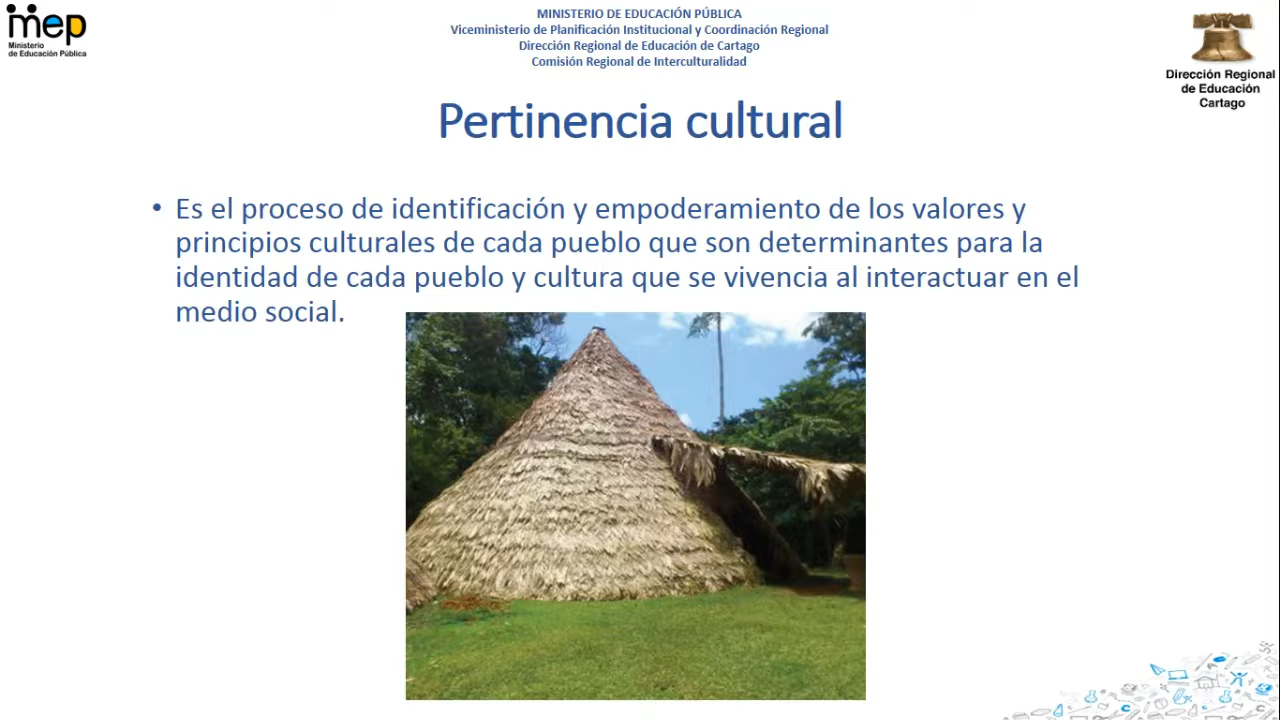 mep
Ministerio
de Educación Pública
MINISTERIO DE EDUCACIÓN PÚBLICA
Viceministerio de Planificación Institucional y Coordinación Regional
Dirección Regional de Educación de Cartago
Comisión Regional de Interculturalidad
Dirección Regional
de Educación
Cartago
Pertinencia cultural
• Es el proceso de identificación y empoderamiento de los valores y
principios culturales de cada pueblo que son determinantes para la
identidad de cada pueblo y cultura que se vivencia al interactuar en el
medio social.